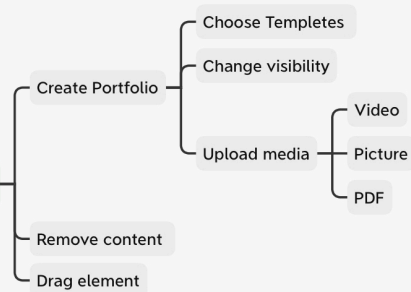 Choose Templetes
Change visibility
Create Portfolio
Video
Upload media
Picture
PDF
Remove content
Drag element